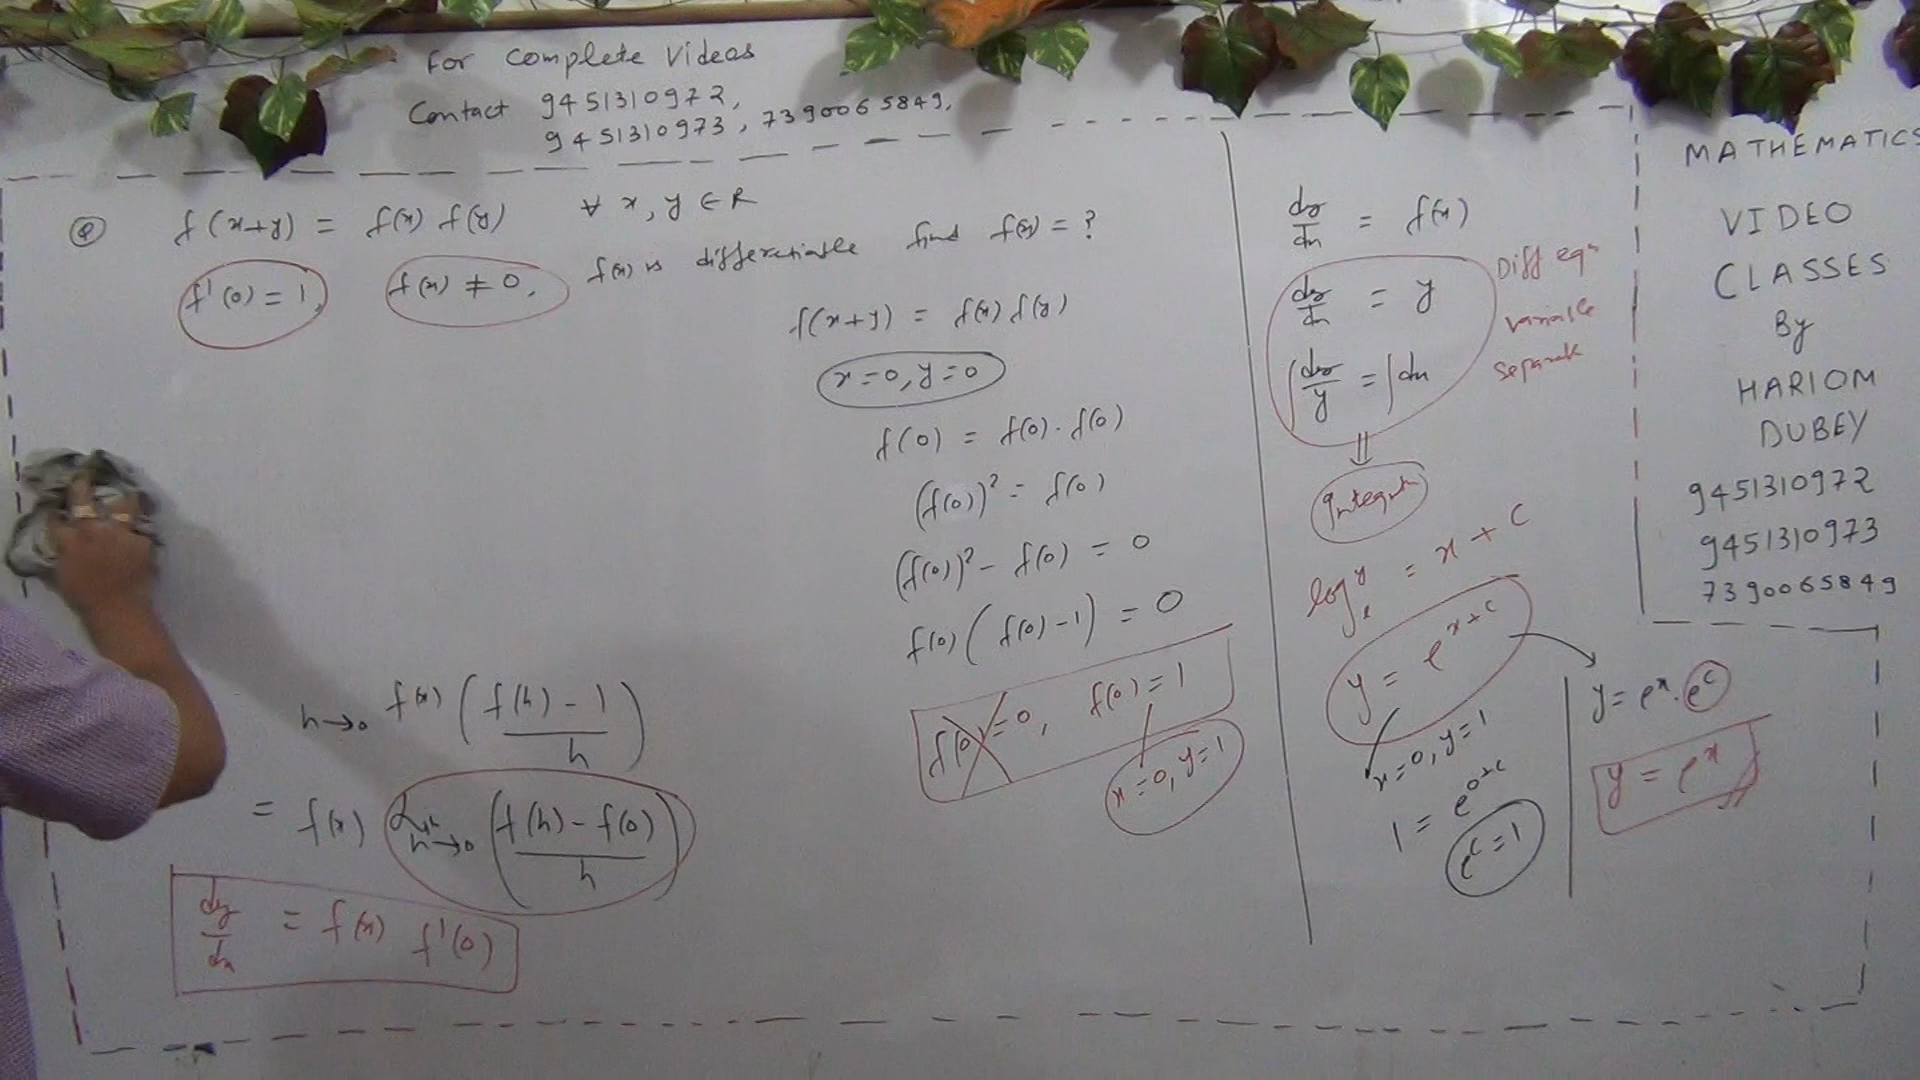 For Complete Videos
Contact 9451310972,
9451310973, 7390065849,
Q f(x+y) = f(x) f(y) ∀ x, y ∈ R
f'(0) = 1, f(x) ≠ 0, f(x) is differentiable find f(x) = ?
h→0 f(x) ( f(h) - 1 / h )
= f(x) Lim h→0 ( f(h) - f(0) / h )
dy/dx = f(x) f'(0)
f(x+y) = f(x) f(y)
x=0, y=0
f(0) = f(0) . f(0)
(f(0))² = f(0)
(f(0))² - f(0) = 0
f(0) ( f(0) - 1 ) = 0
f(0) = 0, f(0) = 1
x=0, y=1
dy/dx = f(x)
dy/dx = y
∫ dy/y = ∫ dx
Diff eqn
variable
separable
Integrate
log_e y = x + c
y = e^(x+c)
x=0, y=1
1 = e^(0+c)
e^c = 1
y = e^x . e^c
y = e^x
MATHEMATICS
VIDEO
CLASSES
By
HARIOM
DUBEY
9451310972
9451310973
7390065849